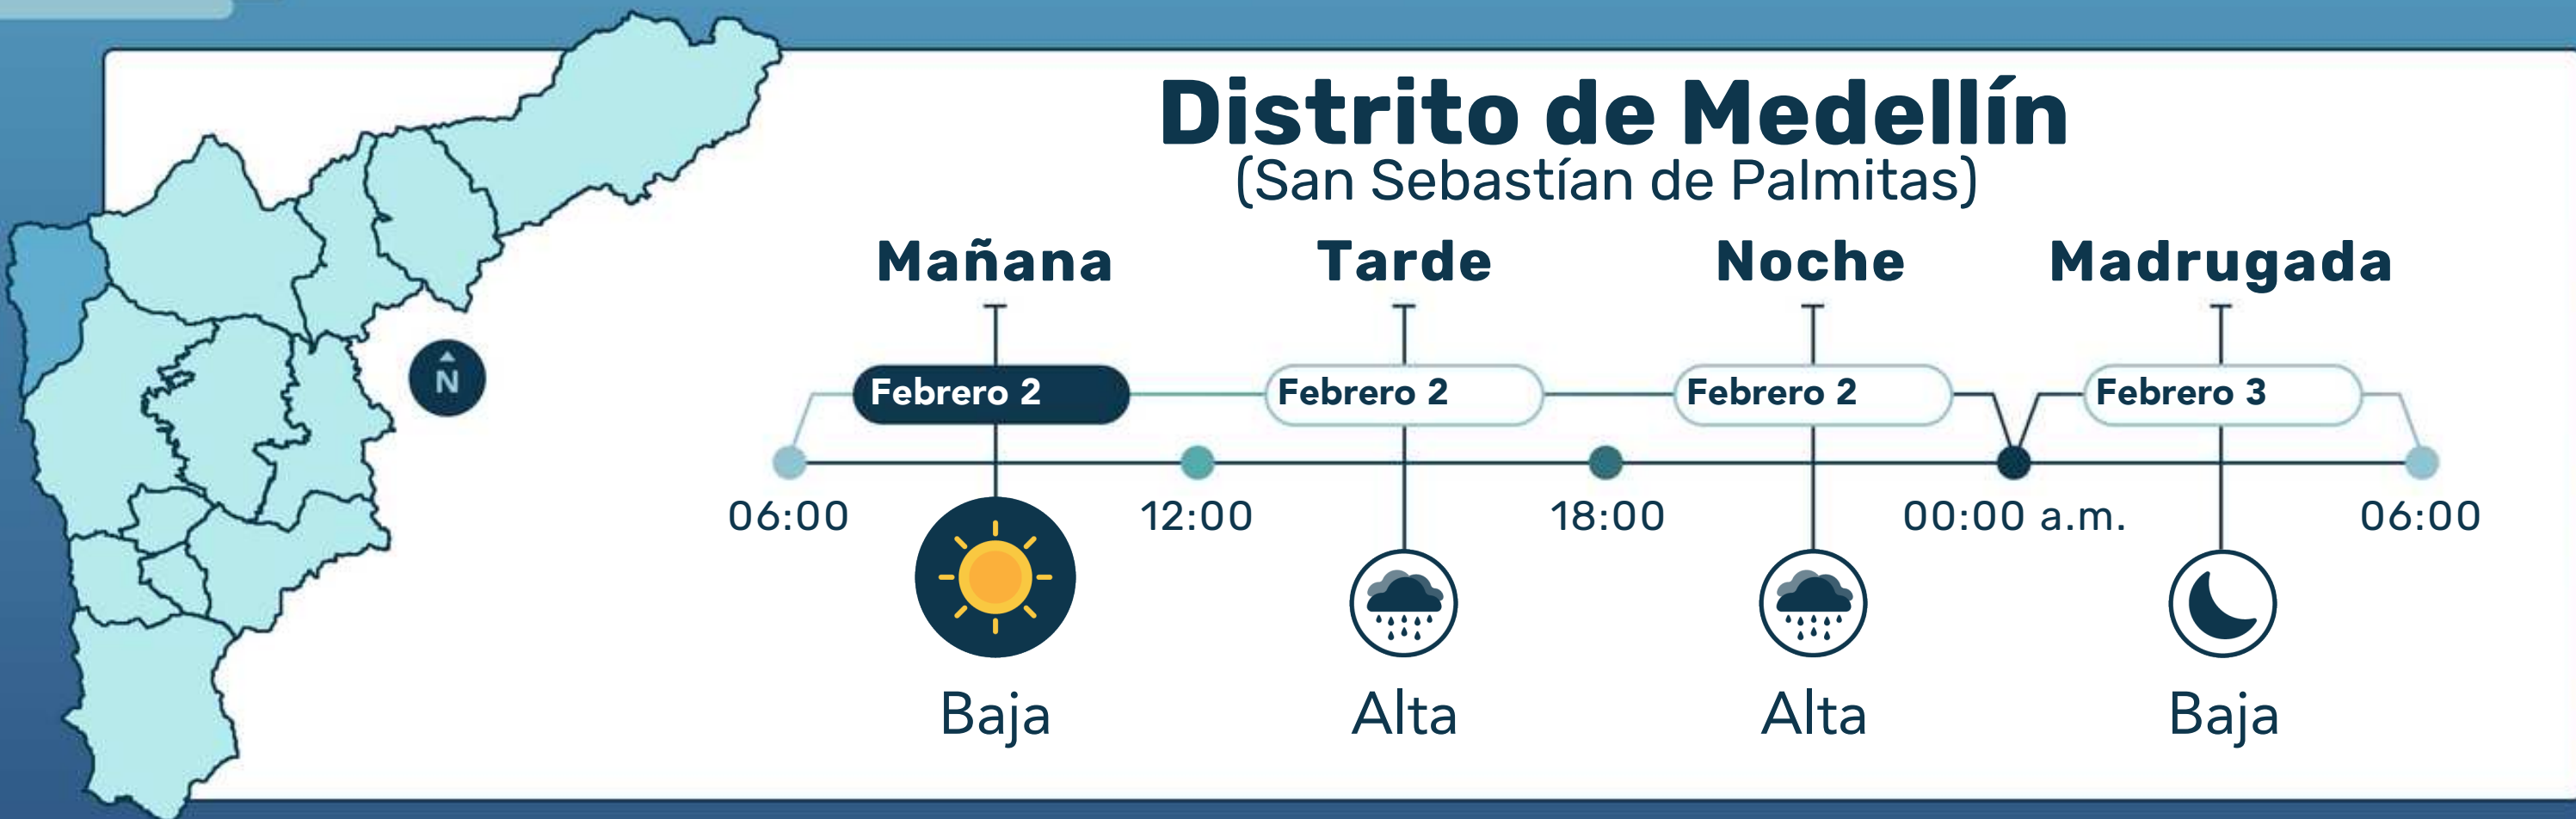 Distrito de Medellín
(San Sebastían de Palmitas)
Mañana Tarde Noche Madrugada
Febrero 2 Febrero 2 Febrero 2 Febrero 3
N
06:00 12:00 18:00 00:00 a.m. 06:00
Baja Alta Alta Baja